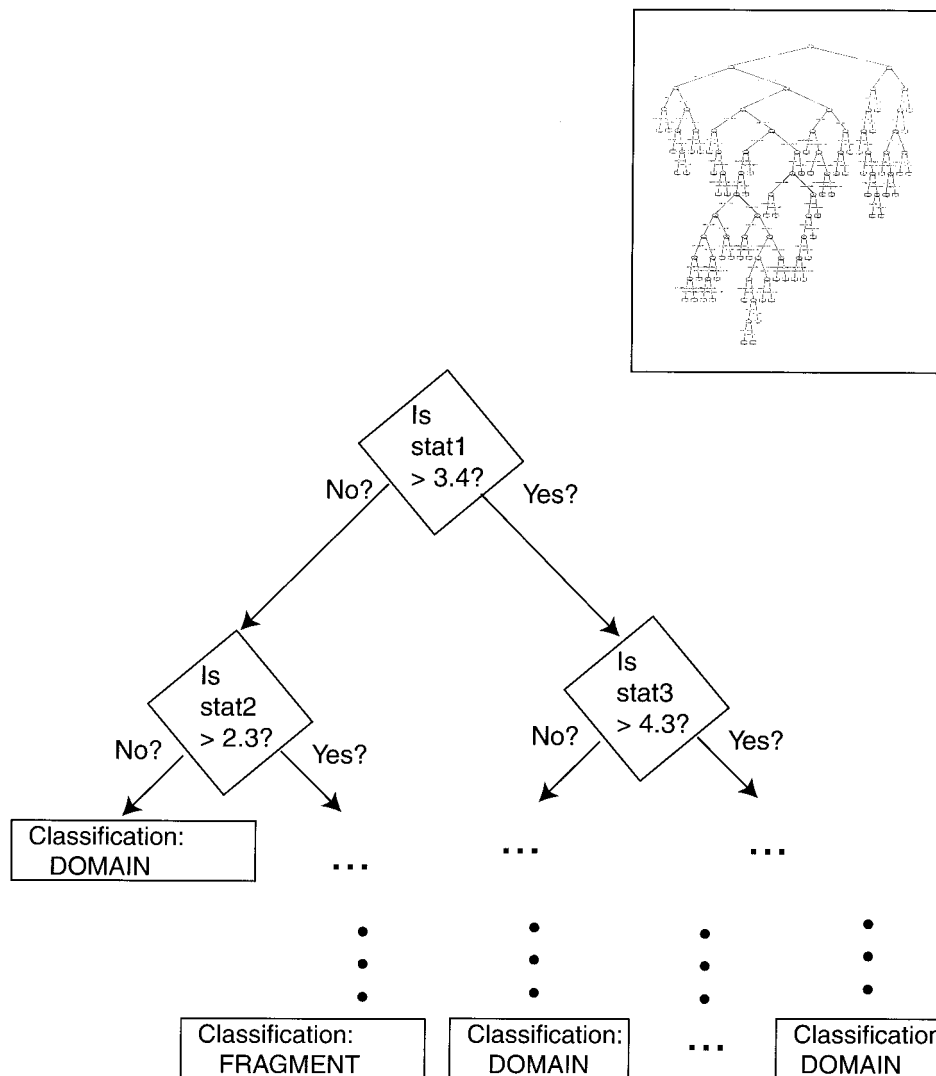 Is
stat1
> 3.4?
No?
Yes?
Is
stat2
> 2.3?
Is
stat3
> 4.3?
No?
Yes?
No?
Yes?
Classification:
DOMAIN
...
...
...
Classification:
FRAGMENT
Classification:
DOMAIN
...
Classification
DOMAIN